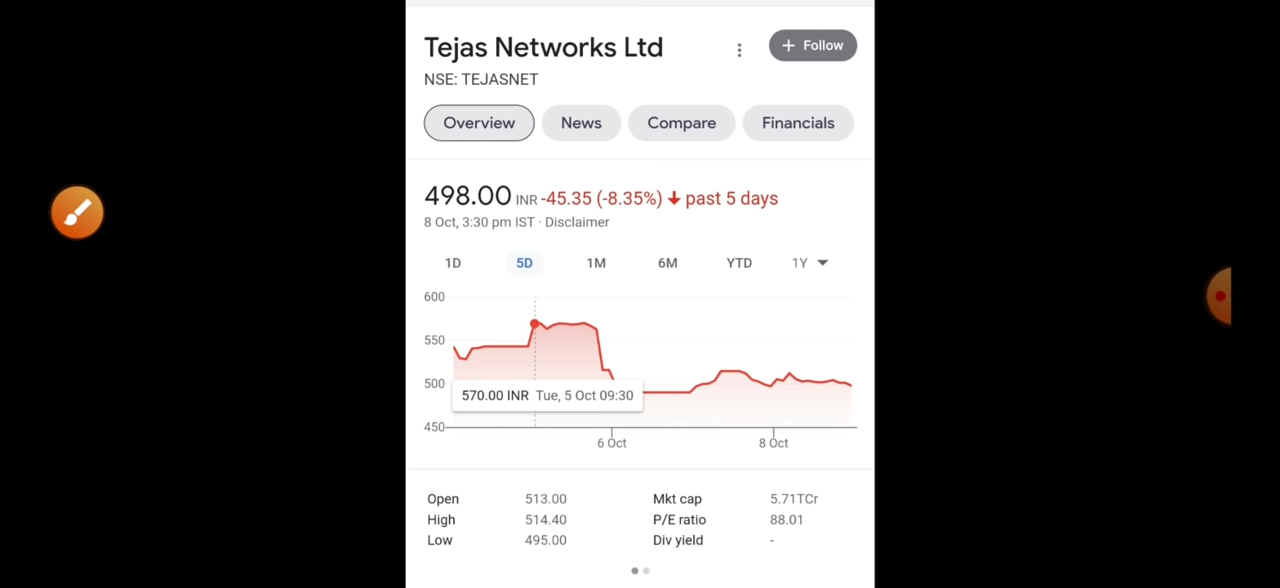 Tejas Networks Ltd
+ Follow
NSE: TEJASNET
Overview News Compare Financials
498.00 INR -45.35 (-8.35%) ↓ past 5 days
8 Oct, 3:30 pm IST · Disclaimer
1D 5D 1M 6M YTD 1Y
600
550
500
450
570.00 INR Tue, 5 Oct 09:30
6 Oct 8 Oct
Open 513.00 Mkt cap 5.71TCr
High 514.40 P/E ratio 88.01
Low 495.00 Div yield -